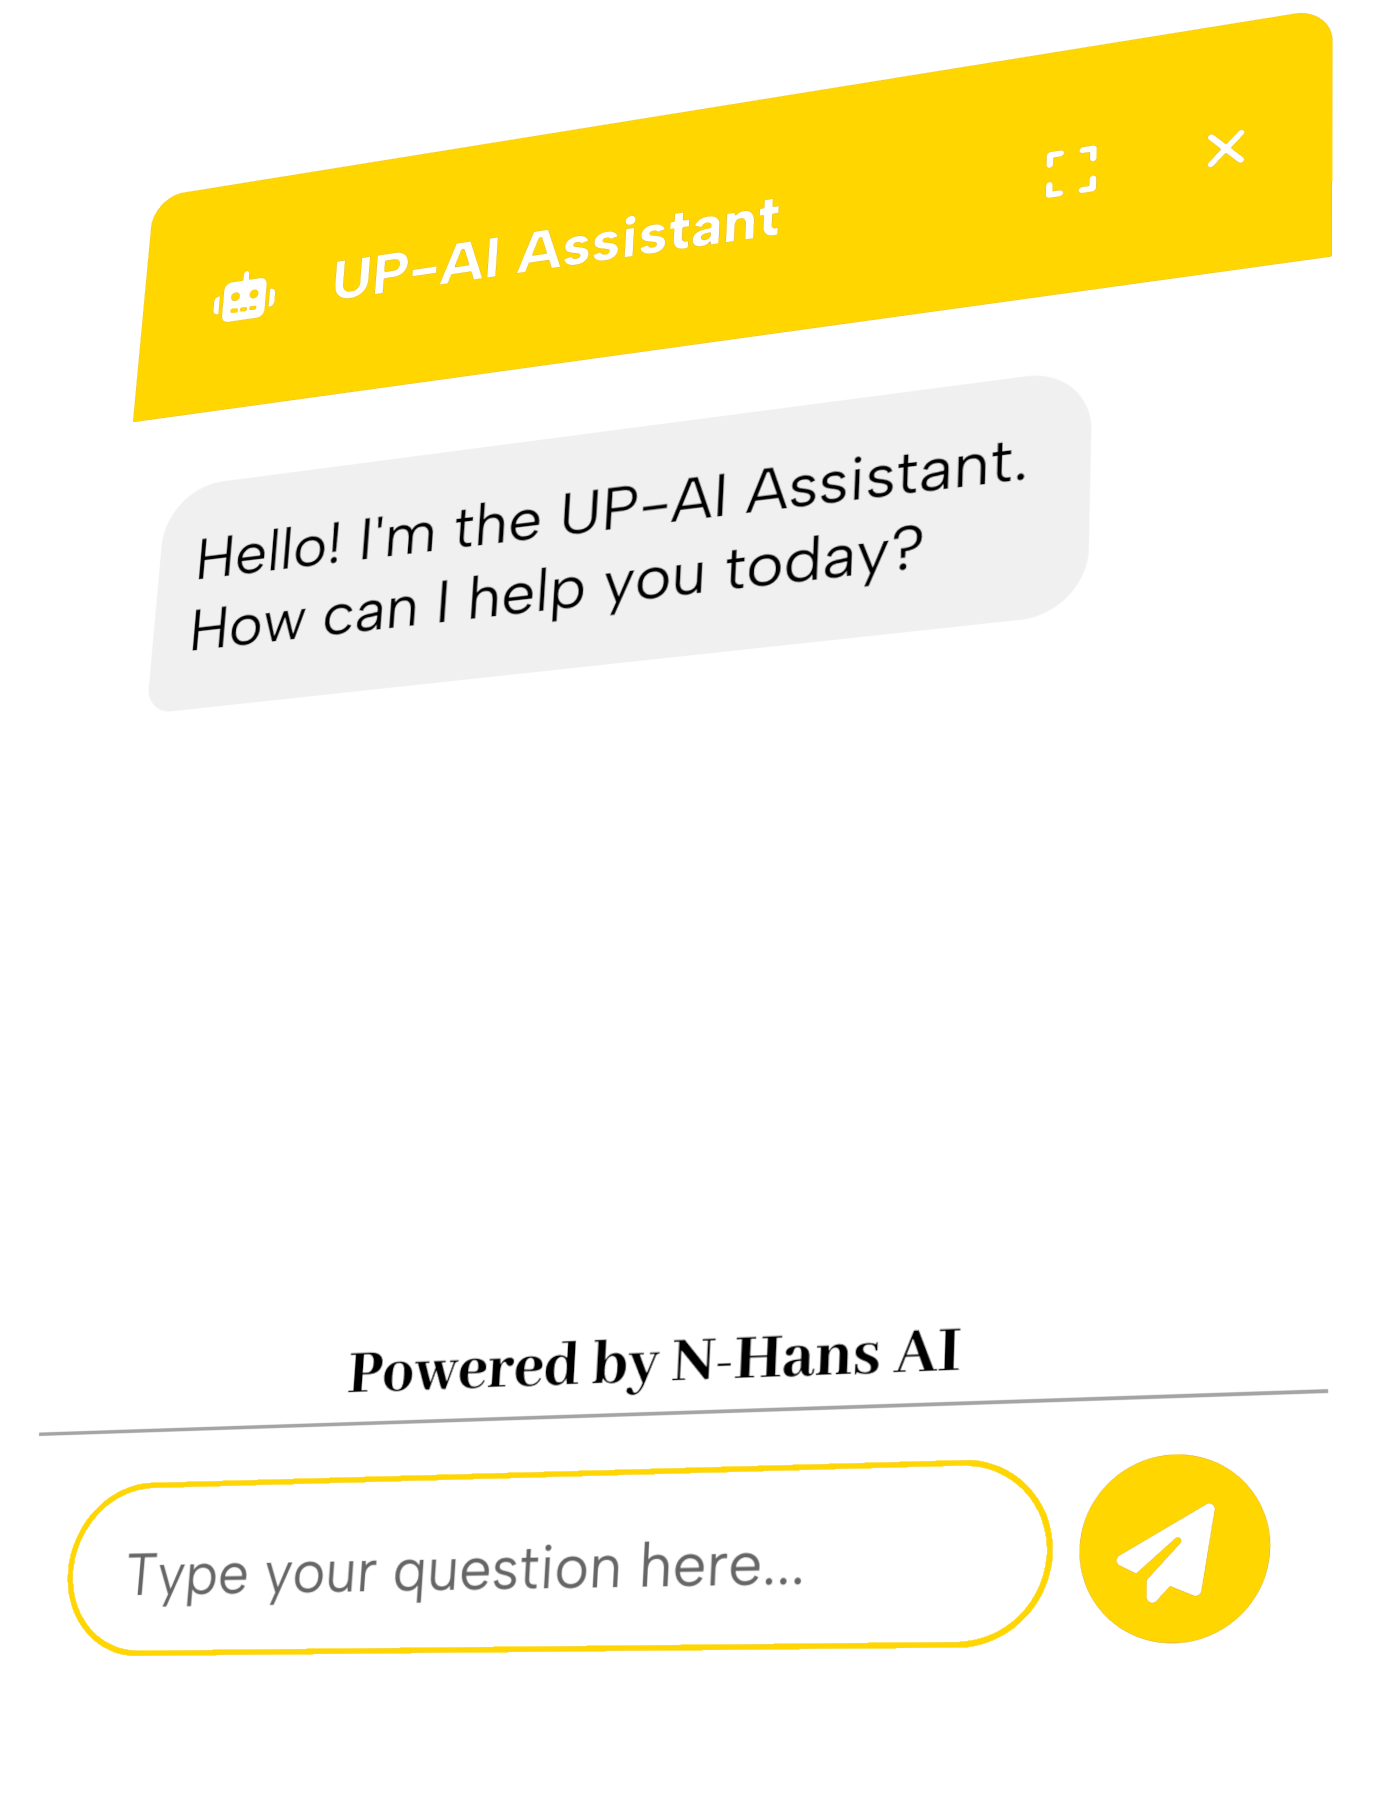 UP-AI Assistant
Hello! I'm the UP-AI Assistant.
How can I help you today?
Powered by N-Hans AI
Type your question here...